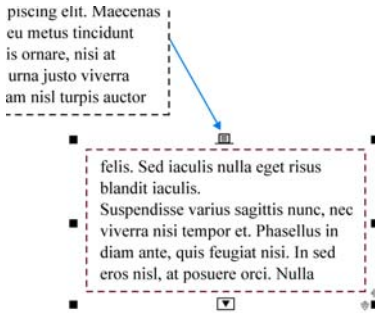 piscing elit. Maecenas
eu metus tincidunt
is ornare, nisi at
urna justo viverra
am nisl turpis auctor
felis. Sed iaculis nulla eget risus
blandit iaculis.
Suspendisse varius sagittis nunc, nec
viverra nisi tempor et. Phasellus in
diam ante, quis feugiat nisi. In sed
eros nisl, at posuere orci. Nulla